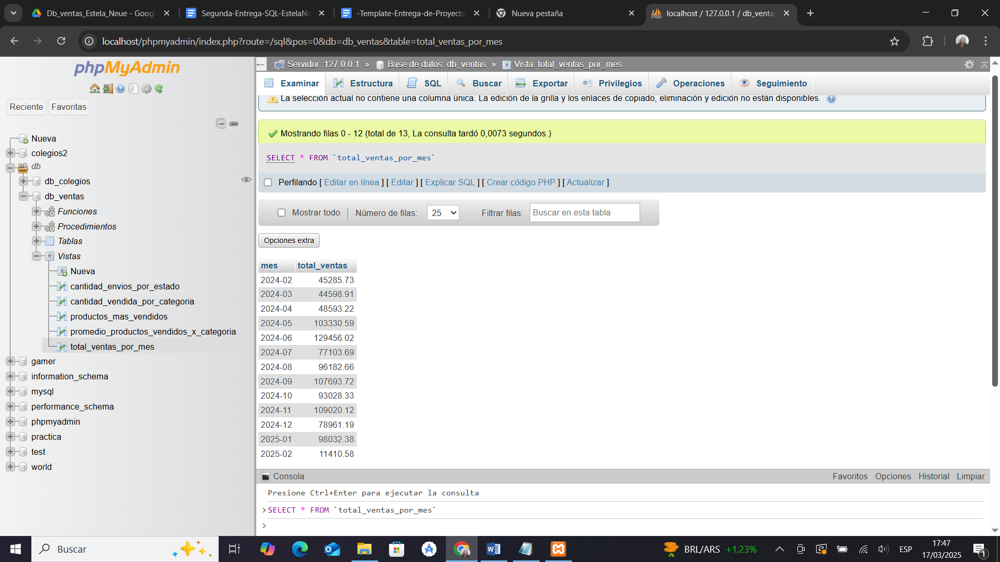 Db_ventas_Estela_Neue - Googl
Segunda-Entrega-SQL-EstelaNe
-Template-Entrega-de-Proyecto
Nueva pestaña
localhost / 127.0.0.1 / db_venta
localhost/phpmyadmin/index.php?route=/sql&pos=0&db=db_ventas&table=total_ventas_por_mes
phpMyAdmin
Reciente
Favoritas
Nueva
colegios2
db
db_colegios
db_ventas
Funciones
Procedimientos
Tablas
Vistas
Nueva
cantidad_envios_por_estado
cantidad_vendida_por_categoria
productos_mas_vendidos
promedio_productos_vendidos_x_categoria
total_ventas_por_mes
gamer
information_schema
mysql
performance_schema
phpmyadmin
practica
test
world
Servidor: 127.0.0.1 » Base de datos: db_ventas » Vista: total_ventas_por_mes
Examinar Estructura SQL Buscar Exportar Privilegios Operaciones Seguimiento
La selección actual no contiene una columna única. La edición de la grilla y los enlaces de copiado, eliminación y edición no están disponibles.
Mostrando filas 0 - 12 (total de 13, La consulta tardó 0,0073 segundos.)
SELECT * FROM `total_ventas_por_mes`
Perfilando [ Editar en línea ] [ Editar ] [ Explicar SQL ] [ Crear código PHP ] [ Actualizar ]
Mostrar todo Número de filas: 25 Filtrar filas: Buscar en esta tabla
Opciones extra
mes total_ventas
2024-02 45285.73
2024-03 44598.91
2024-04 48593.22
2024-05 103330.59
2024-06 129456.02
2024-07 77103.69
2024-08 96182.66
2024-09 107693.72
2024-10 93028.33
2024-11 109020.12
2024-12 78961.19
2025-01 98032.38
2025-02 11410.58
Consola Favoritos Opciones Historial Limpiar
Presione Ctrl+Enter para ejecutar la consulta
>SELECT * FROM `total_ventas_por_mes`
>
Buscar
BRL/ARS +1,23%
ESP
17:47
17/03/2025
1